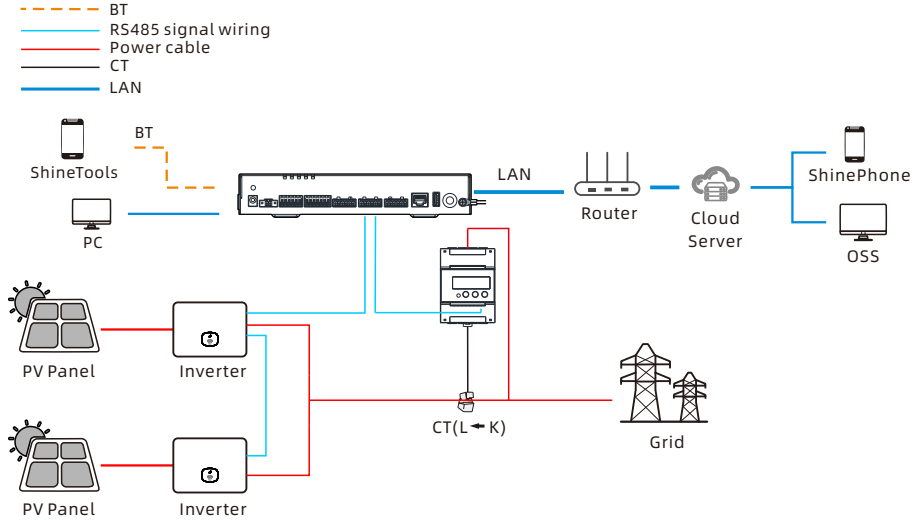 BT
RS485 signal wiring
Power cable
CT
LAN
BT
ShineTools
PC
LAN
Router
Cloud
Server
ShinePhone
OSS
PV Panel
Inverter
CT(L ← K)
Grid
PV Panel
Inverter